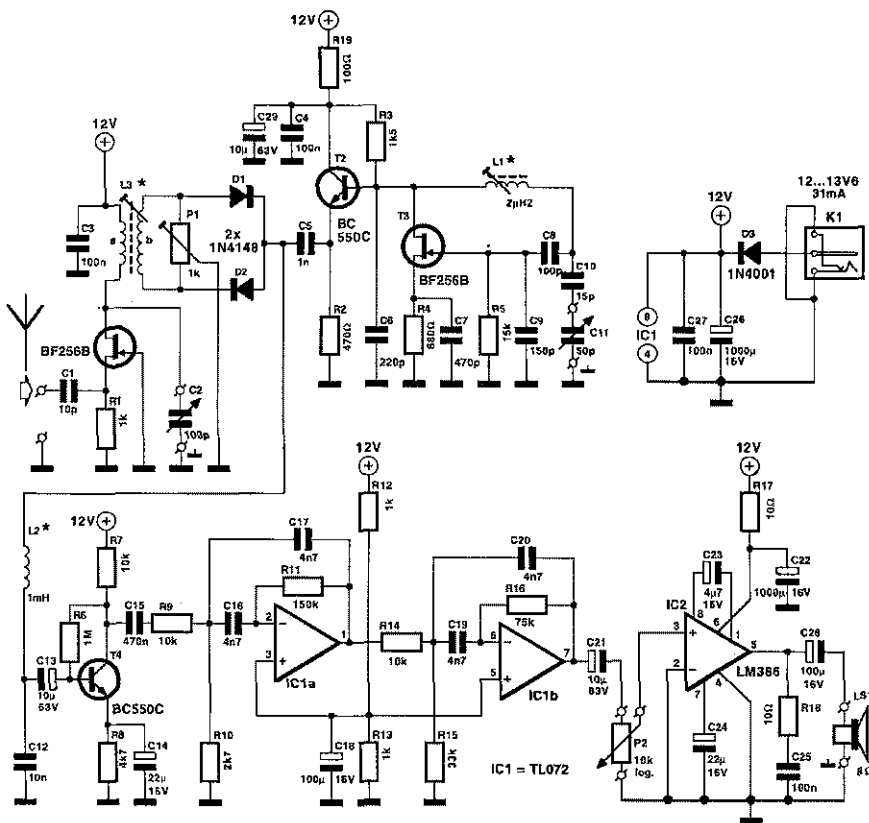 12V
R19
100Ω
C29
10µ
63V
C4
100n
R3
1k5
12V
L3
*
C3
100n
a
b
P1
1k
D1
2x
1N4148
D2
C5
1n
T2
BC
550C
L1*
2µH2
T3
BF256B
C8
100p
C10
15p
C11
50p
R2
470Ω
C6
220p
R4
680Ω
C7
470p
R5
15k
C9
150p
12V
D3
1N4001
12...13V6
31mA
K1
8
IC1
4
C27
100n
C26
1000µ
16V
BF256B
C1
10p
R1
1k
C2
100p
L2*
1mH
12V
R7
10k
R6
1M
C13
10µ
63V
T4
BC550C
R8
4k7
C14
22µ
16V
C12
10n
C15
470n
R9
10k
C17
4n7
R11
150k
C16
4n7
2
3
1
IC1a
R10
2k7
12V
R12
1k
C18
100µ
16V
R13
1k
R14
18k
C20
4n7
R16
75k
C19
4n7
6
5
7
IC1b
R15
33k
C21
10µ
63V
P2
10k
log.
IC1 = TL072
12V
R17
10Ω
C23
4µ7
16V
C22
1000µ
16V
IC2
8
6
1
3
2
5
4
7
LM386
C24
22µ
16V
C28
100µ
16V
R18
10Ω
C25
100n
LS1
8Ω